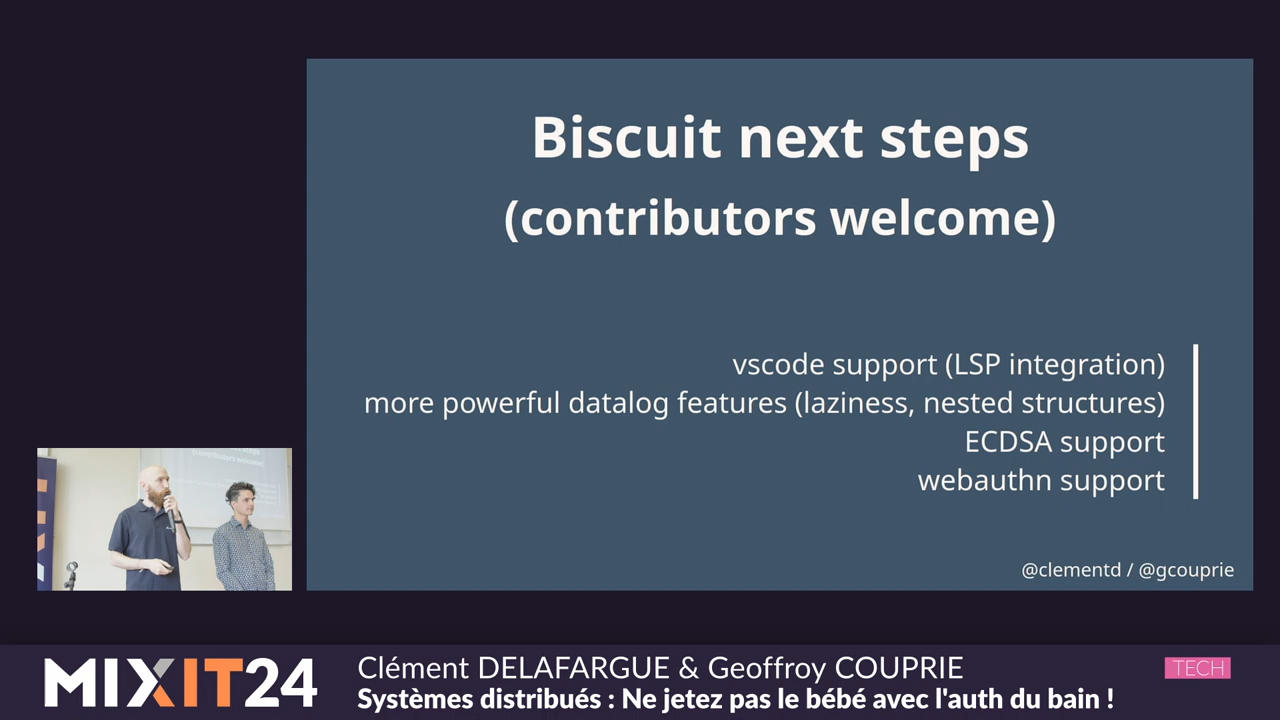 Biscuit next steps
(contributors welcome)
vscode support (LSP integration)
more powerful datalog features (laziness, nested structures)
ECDSA support
webauthn support
@clementd / @gcouprie
MIXIT24
Clément DELAFARGUE & Geoffroy COUPRIE
TECH
Systèmes distribués : Ne jetez pas le bébé avec l'auth du bain !